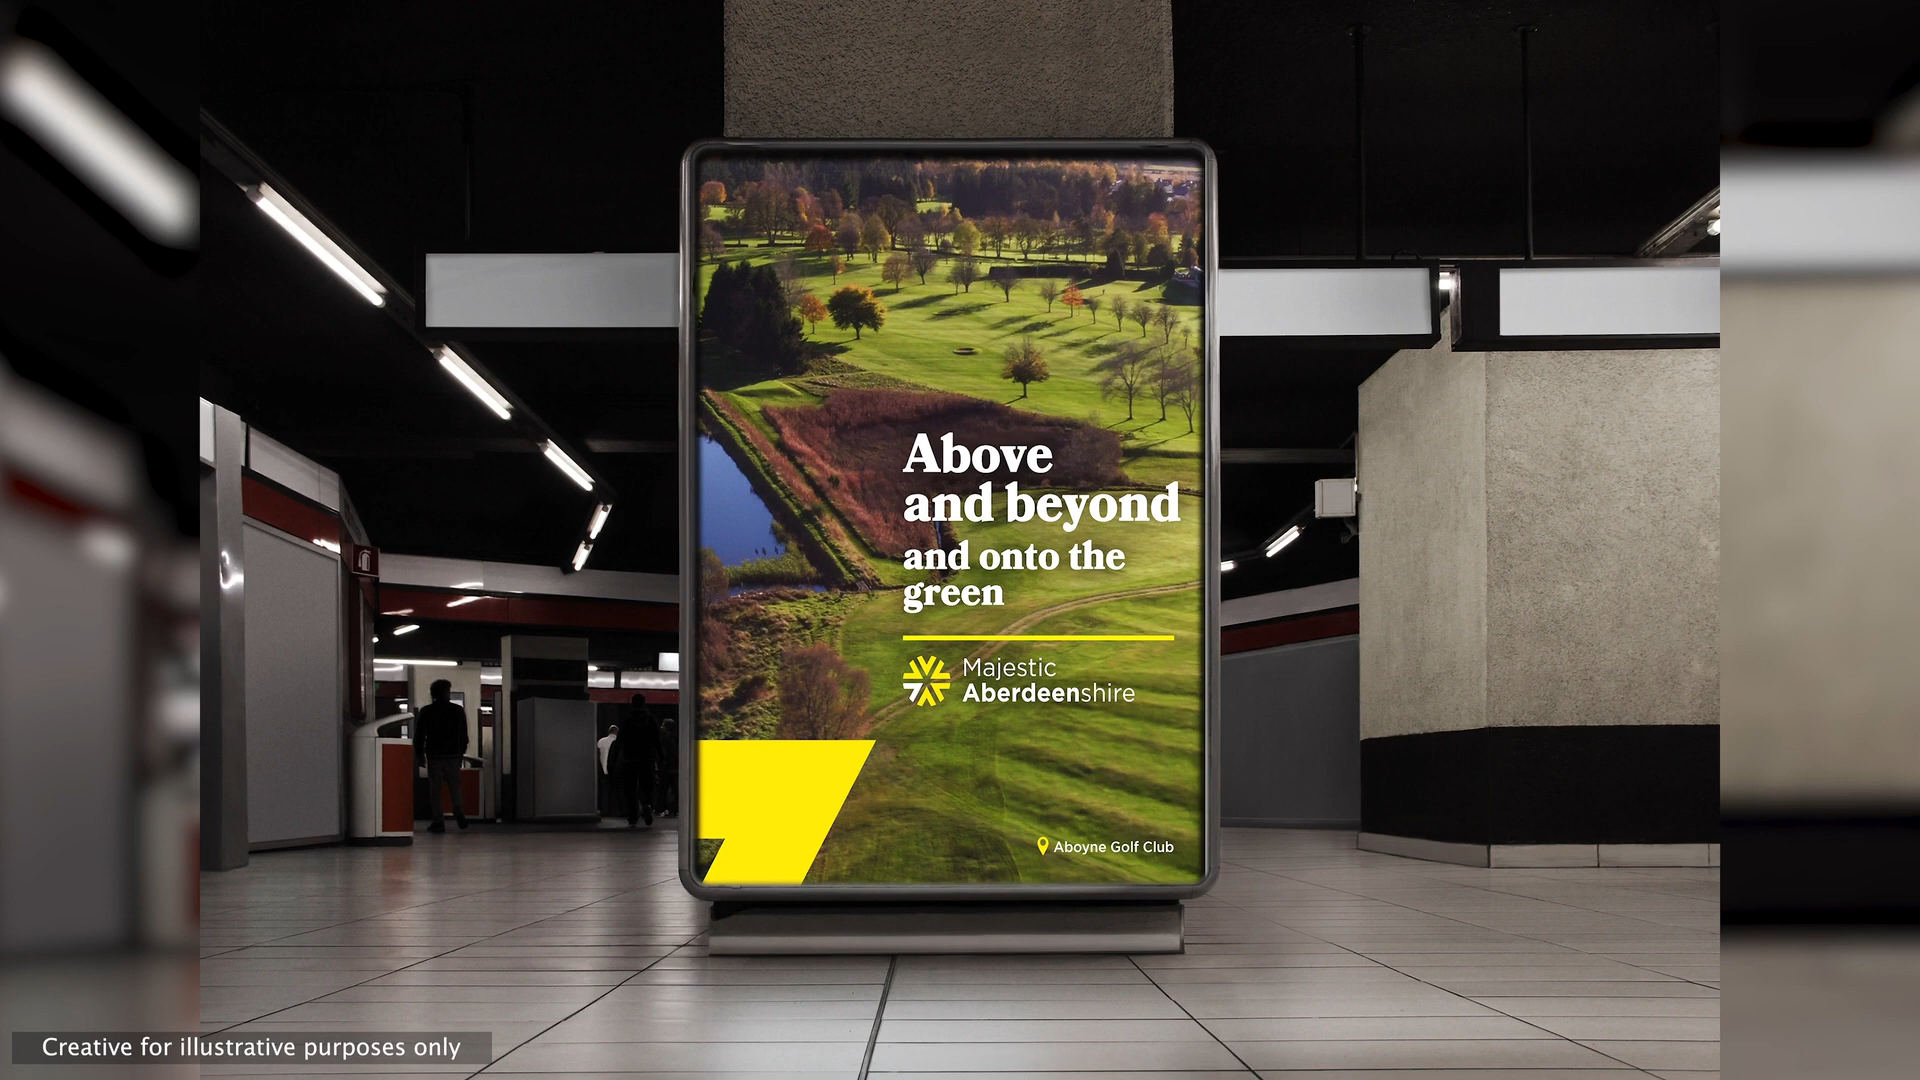 Above
and beyond
and onto the
green
Majestic
Aberdeenshire
Aboyne Golf Club
Creative for illustrative purposes only